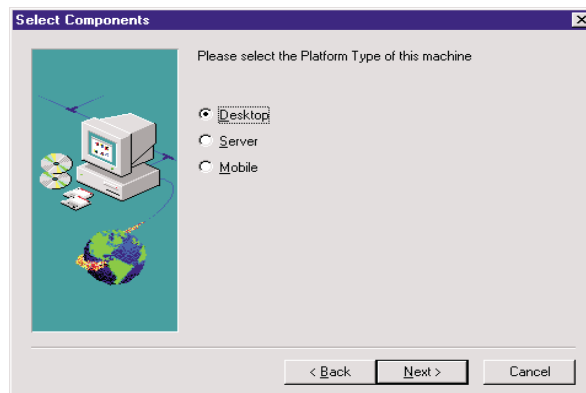 Select Components
Please select the Platform Type of this machine
Desktop
Server
Mobile
< Back
Next >
Cancel